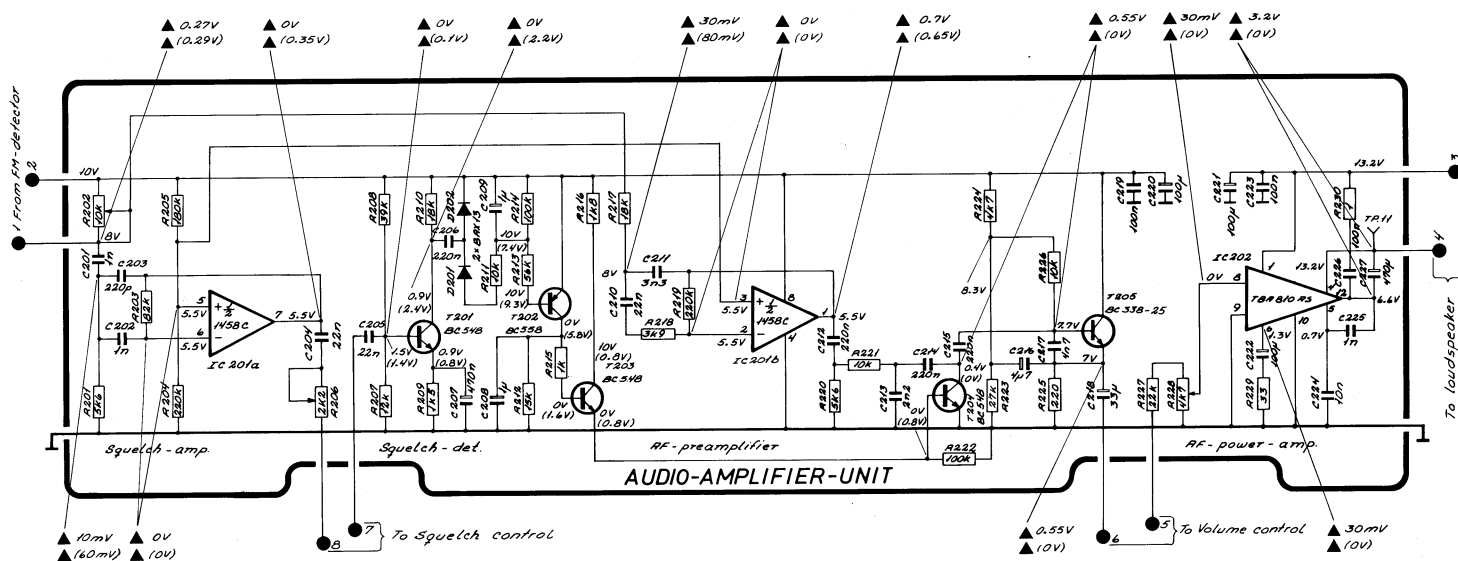 ▲ 0.27V
▲ (0.29V)
▲ 0V
▲ (0.35V)
▲ 0V
▲ (0.1V)
▲ 0V
▲ (2.2V)
▲ 30mV
▲ (80mV)
▲ 0V
▲ (0V)
▲ 0.7V
▲ (0.65V)
▲ 0.55V
▲ (0V)
▲ 30mV
▲ (0V)
▲ 3.2V
▲ (0V)
1 From FM-detector
2
10V
8V
R202
10K
R205
180K
C201
1n
C203
220p
R203
82K
C202
1n
5
5.5V
6
5.5V
+ ½
1458C
-
7
5.5V
IC201a
C204
22n
R201
5K6
R204
220K
2K2
R206
R208
39K
R210
18K
C206
220n
D202
2×BAX13
D201
C209
1µ
R214
100K
10V
(7.4V)
R211
10K
R213
56K
10V
(9.3V)
0.9V
(2.4V)
T201
BC548
T202
BC558
C205
22n
1.5V
(1.4V)
0.9V
(0.8V)
R207
12K
R209
1K5
C207
470n
C208
1µ
R212
15K
0V
(5.8V)
R215
1K
0V
(1.6V)
R216
1K8
10V
(0.8V)
T203
BC548
0V
(0.8V)
R217
18K
8V
C211
3n3
C210
22n
R219
220K
R218
3K9
3
5.5V
2
5.5V
+ ½
1458C
-
8
4
1
5.5V
IC201b
C212
220n
R220
5K6
R221
10K
C213
2n2
C214
220n
C215
220n
0.4V
(0V)
T204
BC548
0V
(0.8V)
R222
100K
R224
4K7
8.3V
R226
10K
7.7V
C217
4n7
C216
4µ7
27K
R223
R225
220
T205
BC338-25
7V
C218
33µ
C219
100n
C220
100µ
C221
100µ
C223
100n
R227
22K
R228
4K7
0V
8
9
IC202
TBA810AS
1
13.2V
4
12
5
10
6
1.3V
0.7V
C222
100µ
R229
33
C224
10n
C225
1n
R230
1
100n
C226
C227
470µ
TP.11
6.6V
13.2V
3
4
To loudspeaker
Squelch-amp.
Squelch-det.
RF-preamplifier
RF-power-amp.
AUDIO-AMPLIFIER-UNIT
7
8
To Squelch control
5
6
To Volume control
▲ 10mV
▲ (60mV)
▲ 0V
▲ (0V)
▲ 0.55V
▲ (0V)
▲ 30mV
▲ (0V)